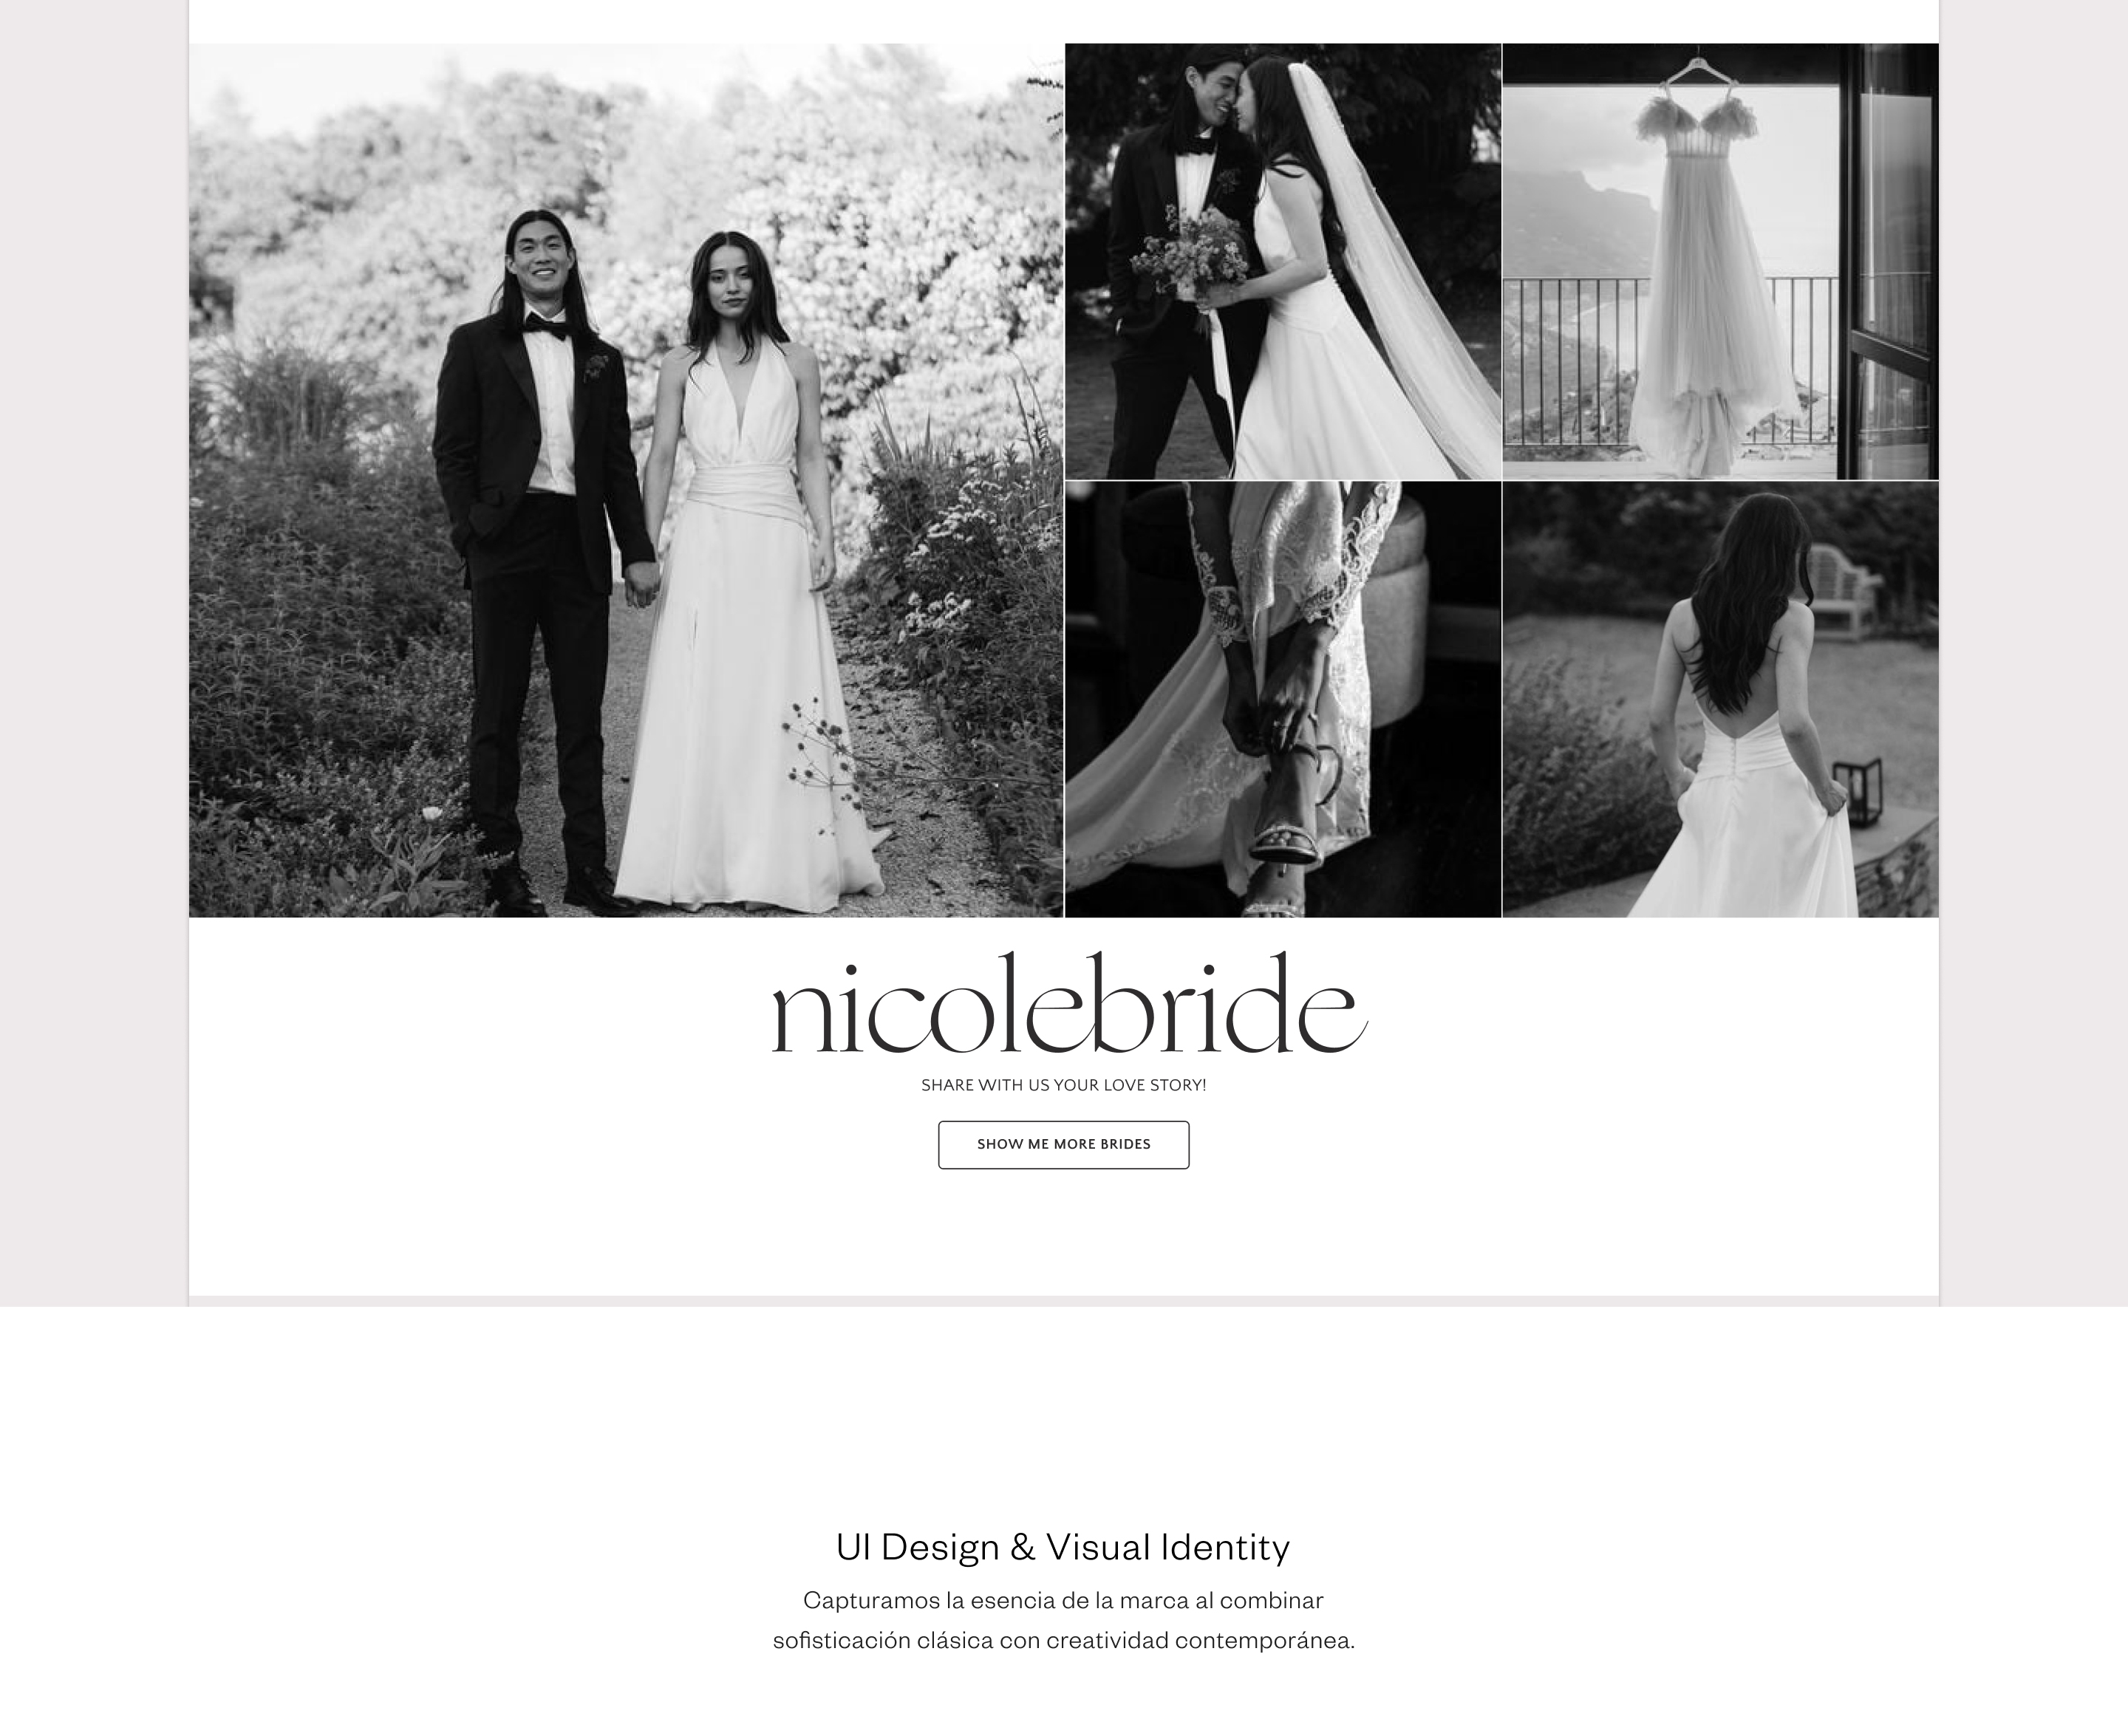 nicolebride
SHARE WITH US YOUR LOVE STORY!
SHOW ME MORE BRIDES
UI Design & Visual Identity
Capturamos la esencia de la marca al combinar
sofisticación clásica con creatividad contemporánea.